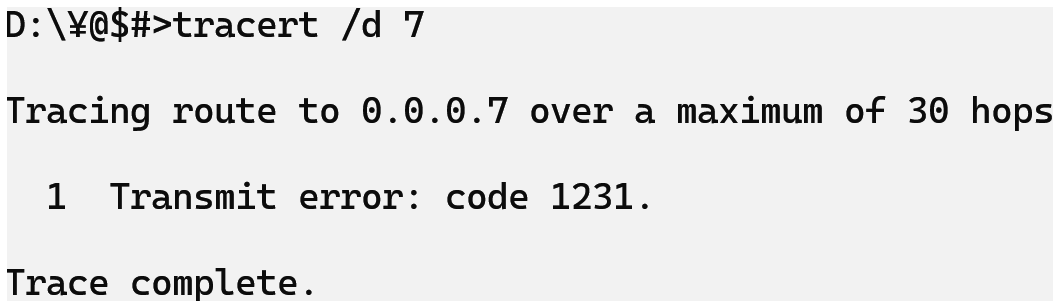 D:\¥@$#>tracert /d 7
Tracing route to 0.0.0.7 over a maximum of 30 hops
  1  Transmit error: code 1231.
Trace complete.